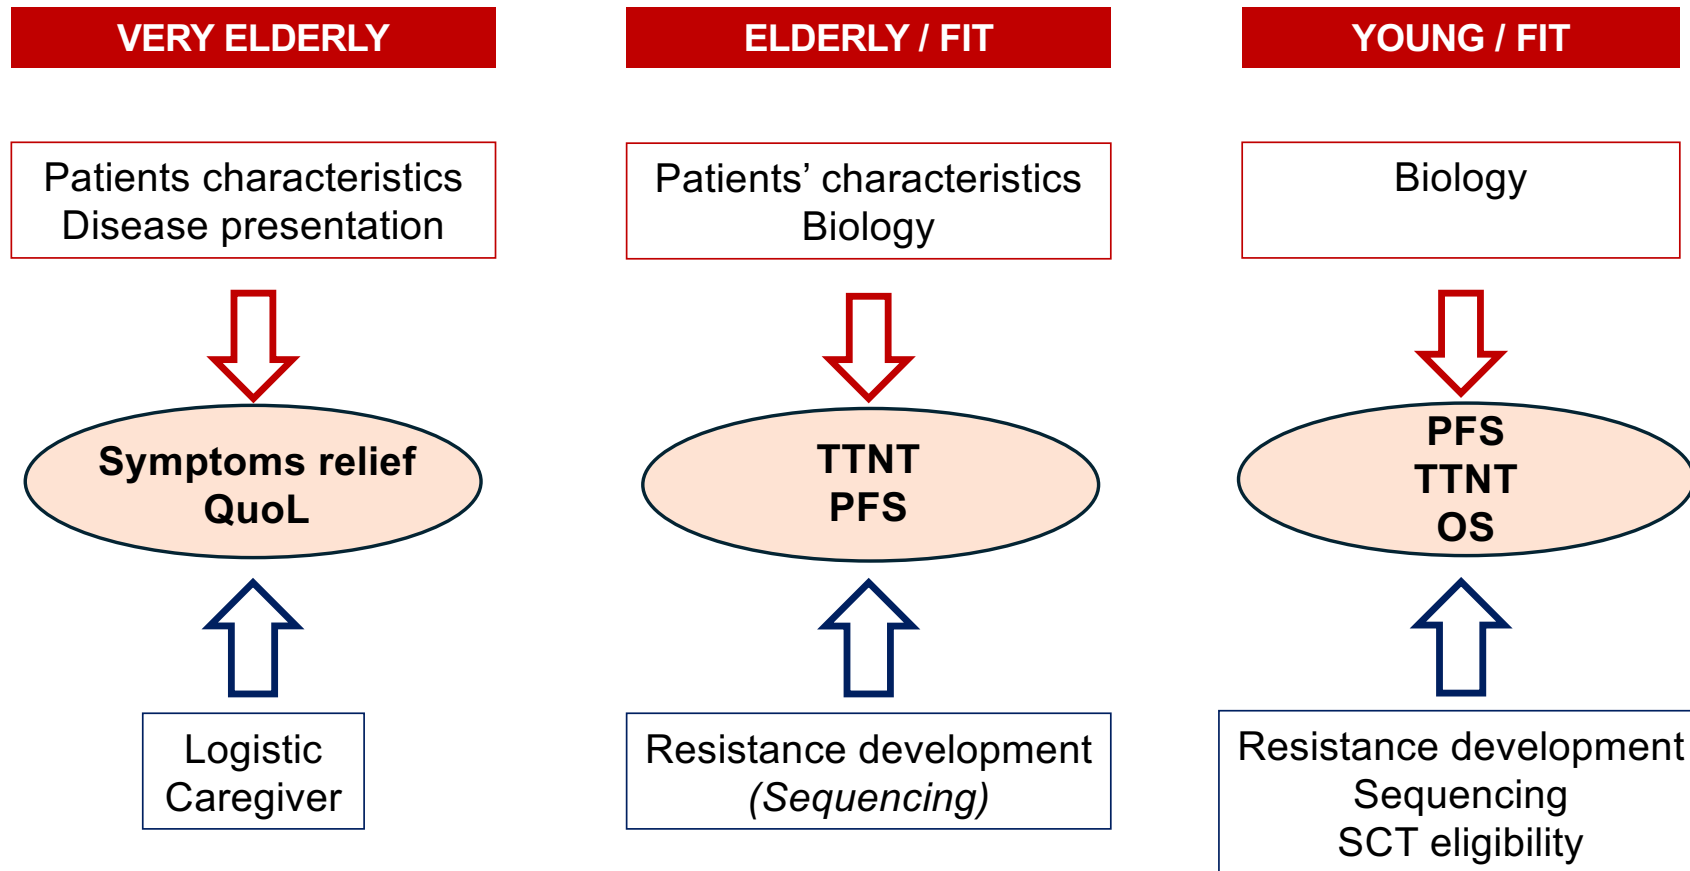 VERY ELDERLY
Patients characteristics
Disease presentation
Symptoms relief
QuoL
Logistic
Caregiver
ELDERLY / FIT
Patients’ characteristics
Biology
TTNT
PFS
Resistance development
(Sequencing)
YOUNG / FIT
Biology
PFS
TTNT
OS
Resistance development
Sequencing
SCT eligibility